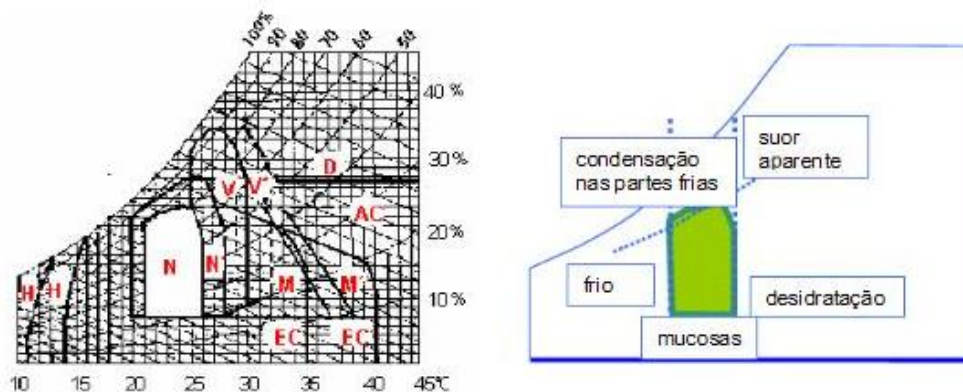 100% 90 80 70 60 50
40 %
30%
D
V V'
AC
20%
N N'
H H
M M'
10%
EC EC
10 15 20 25 30 35 40 45°C
condensação
nas partes frias
suor
aparente
frio
desidratação
mucosas